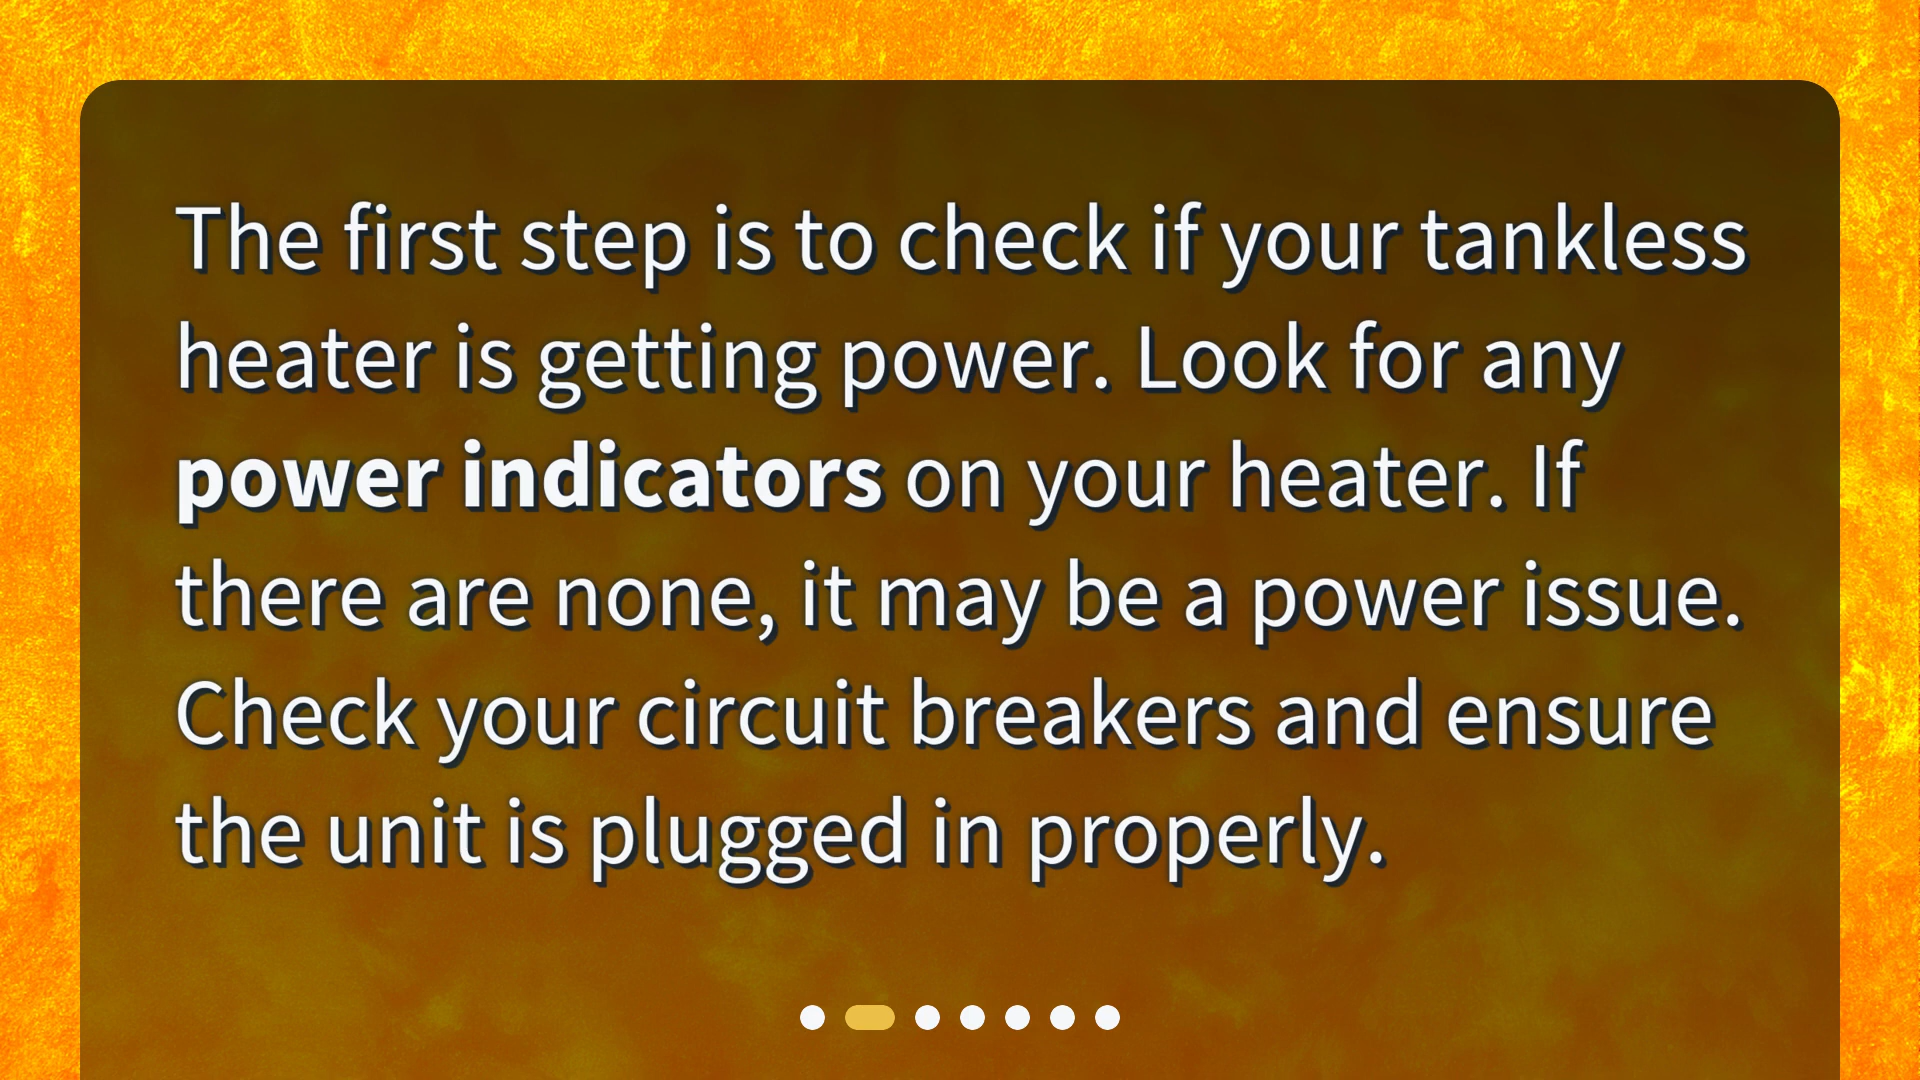 The first step is to check if your tankless
heater is getting power. Look for any
power indicators on your heater. If
there are none, it may be a power issue.
Check your circuit breakers and ensure
the unit is plugged in properly.